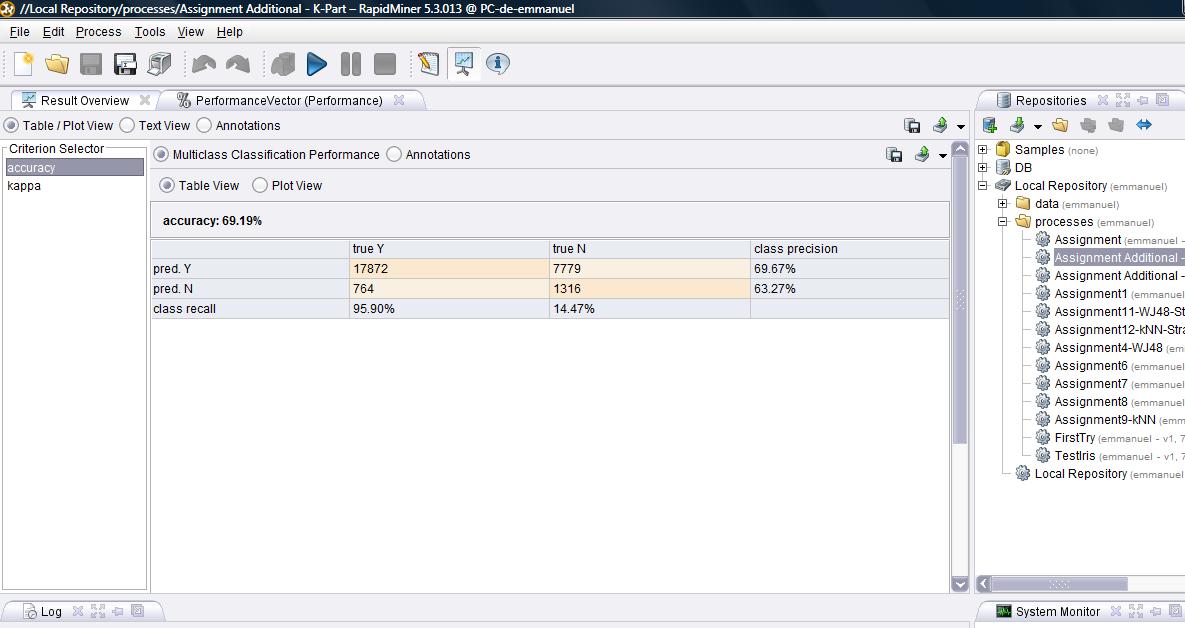 //Local Repository/processes/Assignment Additional - K-Part – RapidMiner 5.3.013 @ PC-de-emmanuel
File Edit Process Tools View Help
Result Overview PerformanceVector (Performance)
Table / Plot View Text View Annotations
Criterion Selector
accuracy
kappa
Multiclass Classification Performance Annotations
Table View Plot View
accuracy: 69.19%
true Y true N class precision
pred. Y 17872 7779 69.67%
pred. N 764 1316 63.27%
class recall 95.90% 14.47%
Repositories
Samples (none)
DB
Local Repository (emmanuel)
data (emmanuel)
processes (emmanuel)
Assignment (emmanuel -
Assignment Additional -
Assignment Additional -
Assignment1 (emmanuel
Assignment11-WJ48-St
Assignment12-kNN-Stra
Assignment4-WJ48 (em
Assignment6 (emmanuel
Assignment7 (emmanuel
Assignment8 (emmanuel
Assignment9-kNN (emm
FirstTry (emmanuel - v1, 7
TestIris (emmanuel - v1, 7
Local Repository (emmanuel
Log
System Monitor